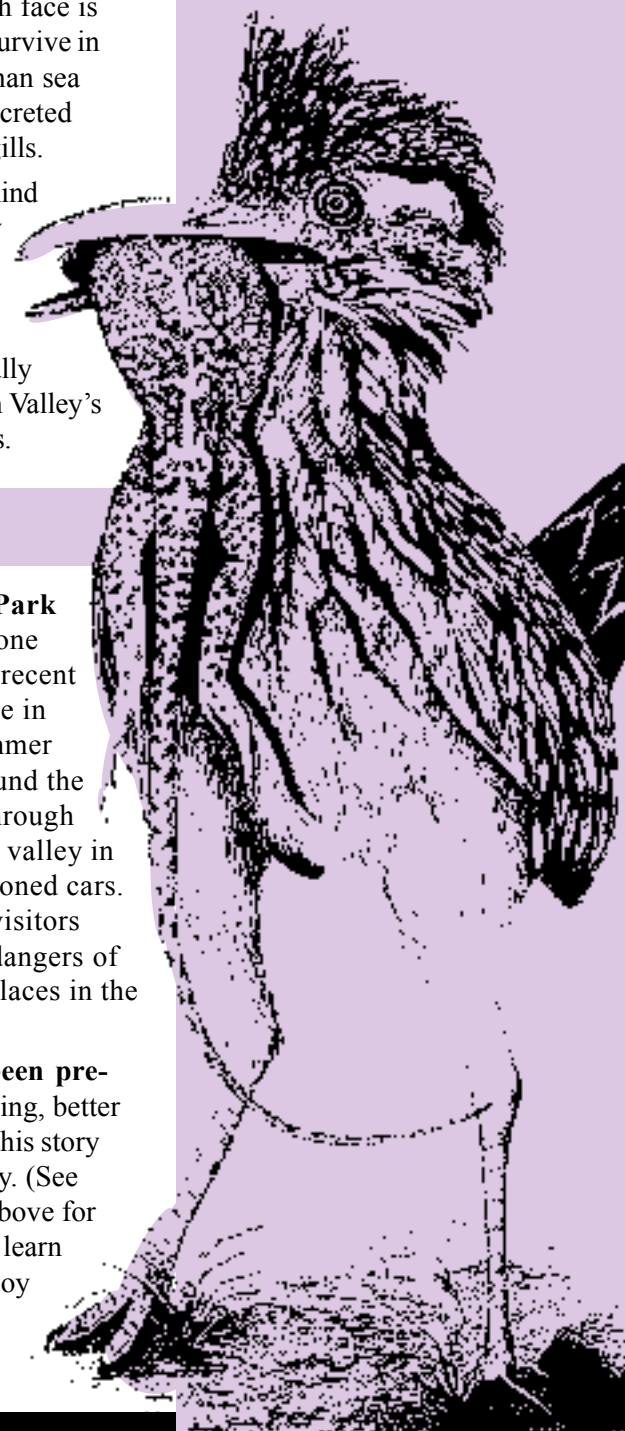 h face is
urvive in
han sea
creted
ills.
ind
lly
n Valley’s
s.
Park
one
recent
e in
mmer
und the
hrough
valley in
oned cars.
visitors
dangers of
laces in the
een pre-
ing, better
his story
y. (See
bove for
learn
oy